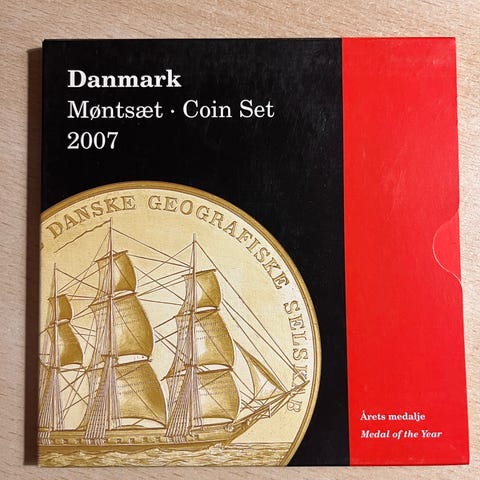 Danmark
Møntsæt · Coin Set
2007
DANSKE GEOGRAFISKE SELSKAB
Årets medalje
Medal of the Year